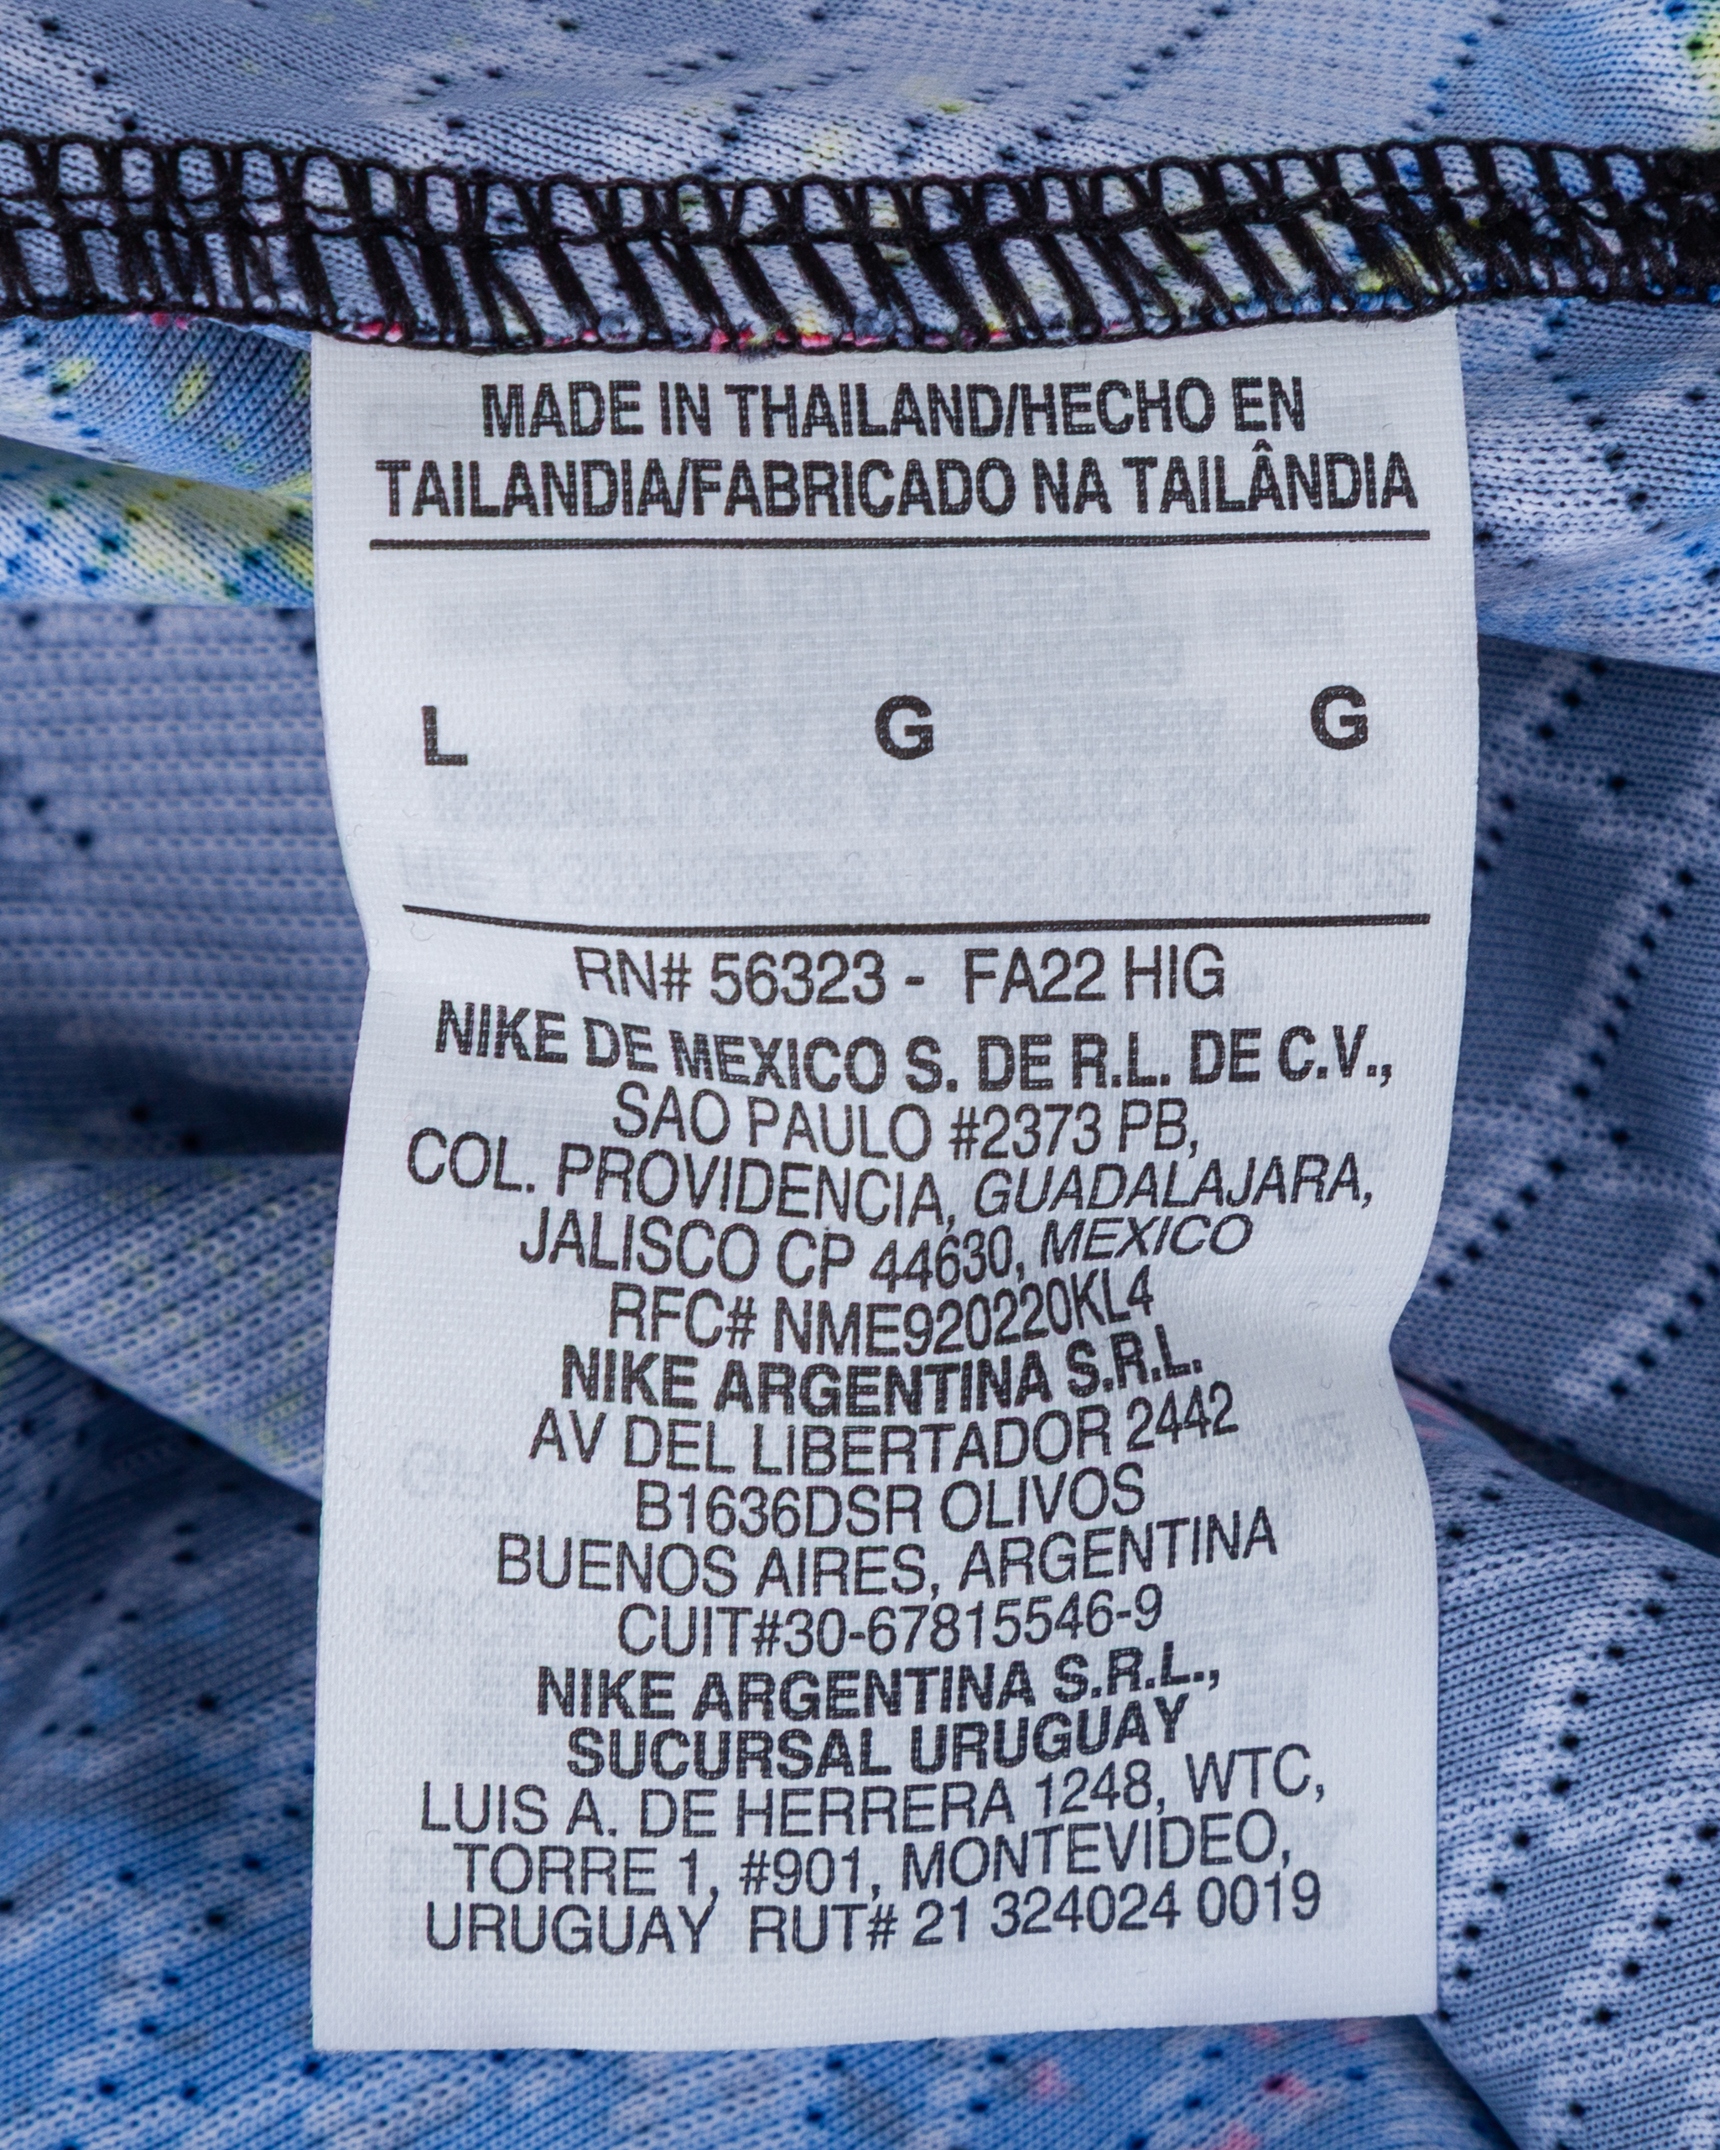 MADE IN THAILAND/HECHO EN
TAILANDIA/FABRICADO NA TAILÂNDIA
L G G
RN# 56323 - FA22 HIG
NIKE DE MEXICO S. DE R.L. DE C.V.,
SAO PAULO #2373 PB,
COL. PROVIDENCIA, GUADALAJARA,
JALISCO CP 44630, MEXICO
RFC# NME920220KL4
NIKE ARGENTINA S.R.L.
AV DEL LIBERTADOR 2442
B1636DSR OLIVOS
BUENOS AIRES, ARGENTINA
CUIT#30-67815546-9
NIKE ARGENTINA S.R.L.,
SUCURSAL URUGUAY
LUIS A. DE HERRERA 1248, WTC,
TORRE 1, #901, MONTEVIDEO,
URUGUAY RUT# 21 324024 0019